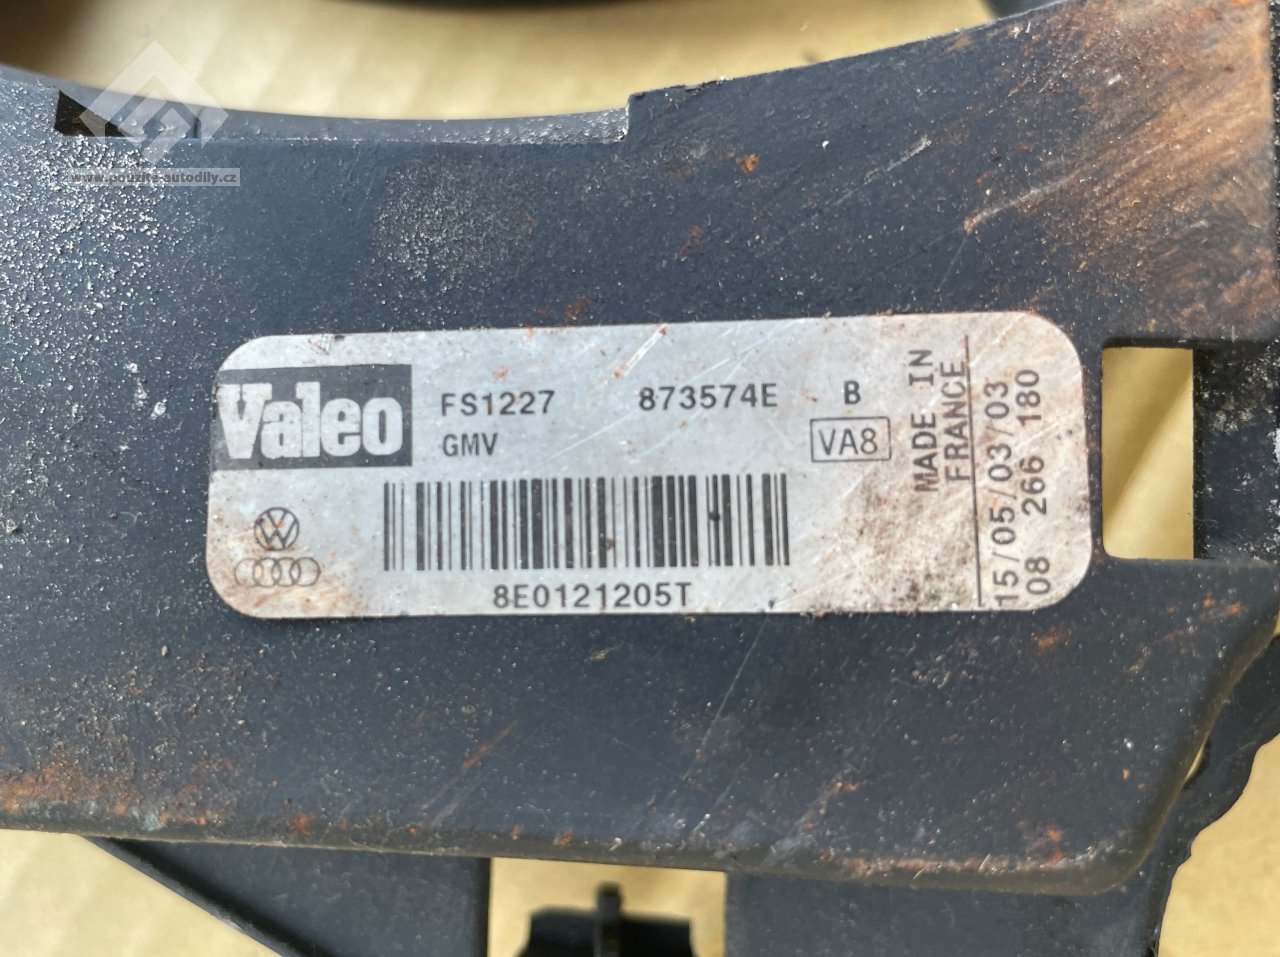 www.pouzite-autodily.cz
Valeo
FS1227 873574E B
GMV VA8
8E0121205T
MADE IN
FRANCE
15/05/03/03
08 266 180